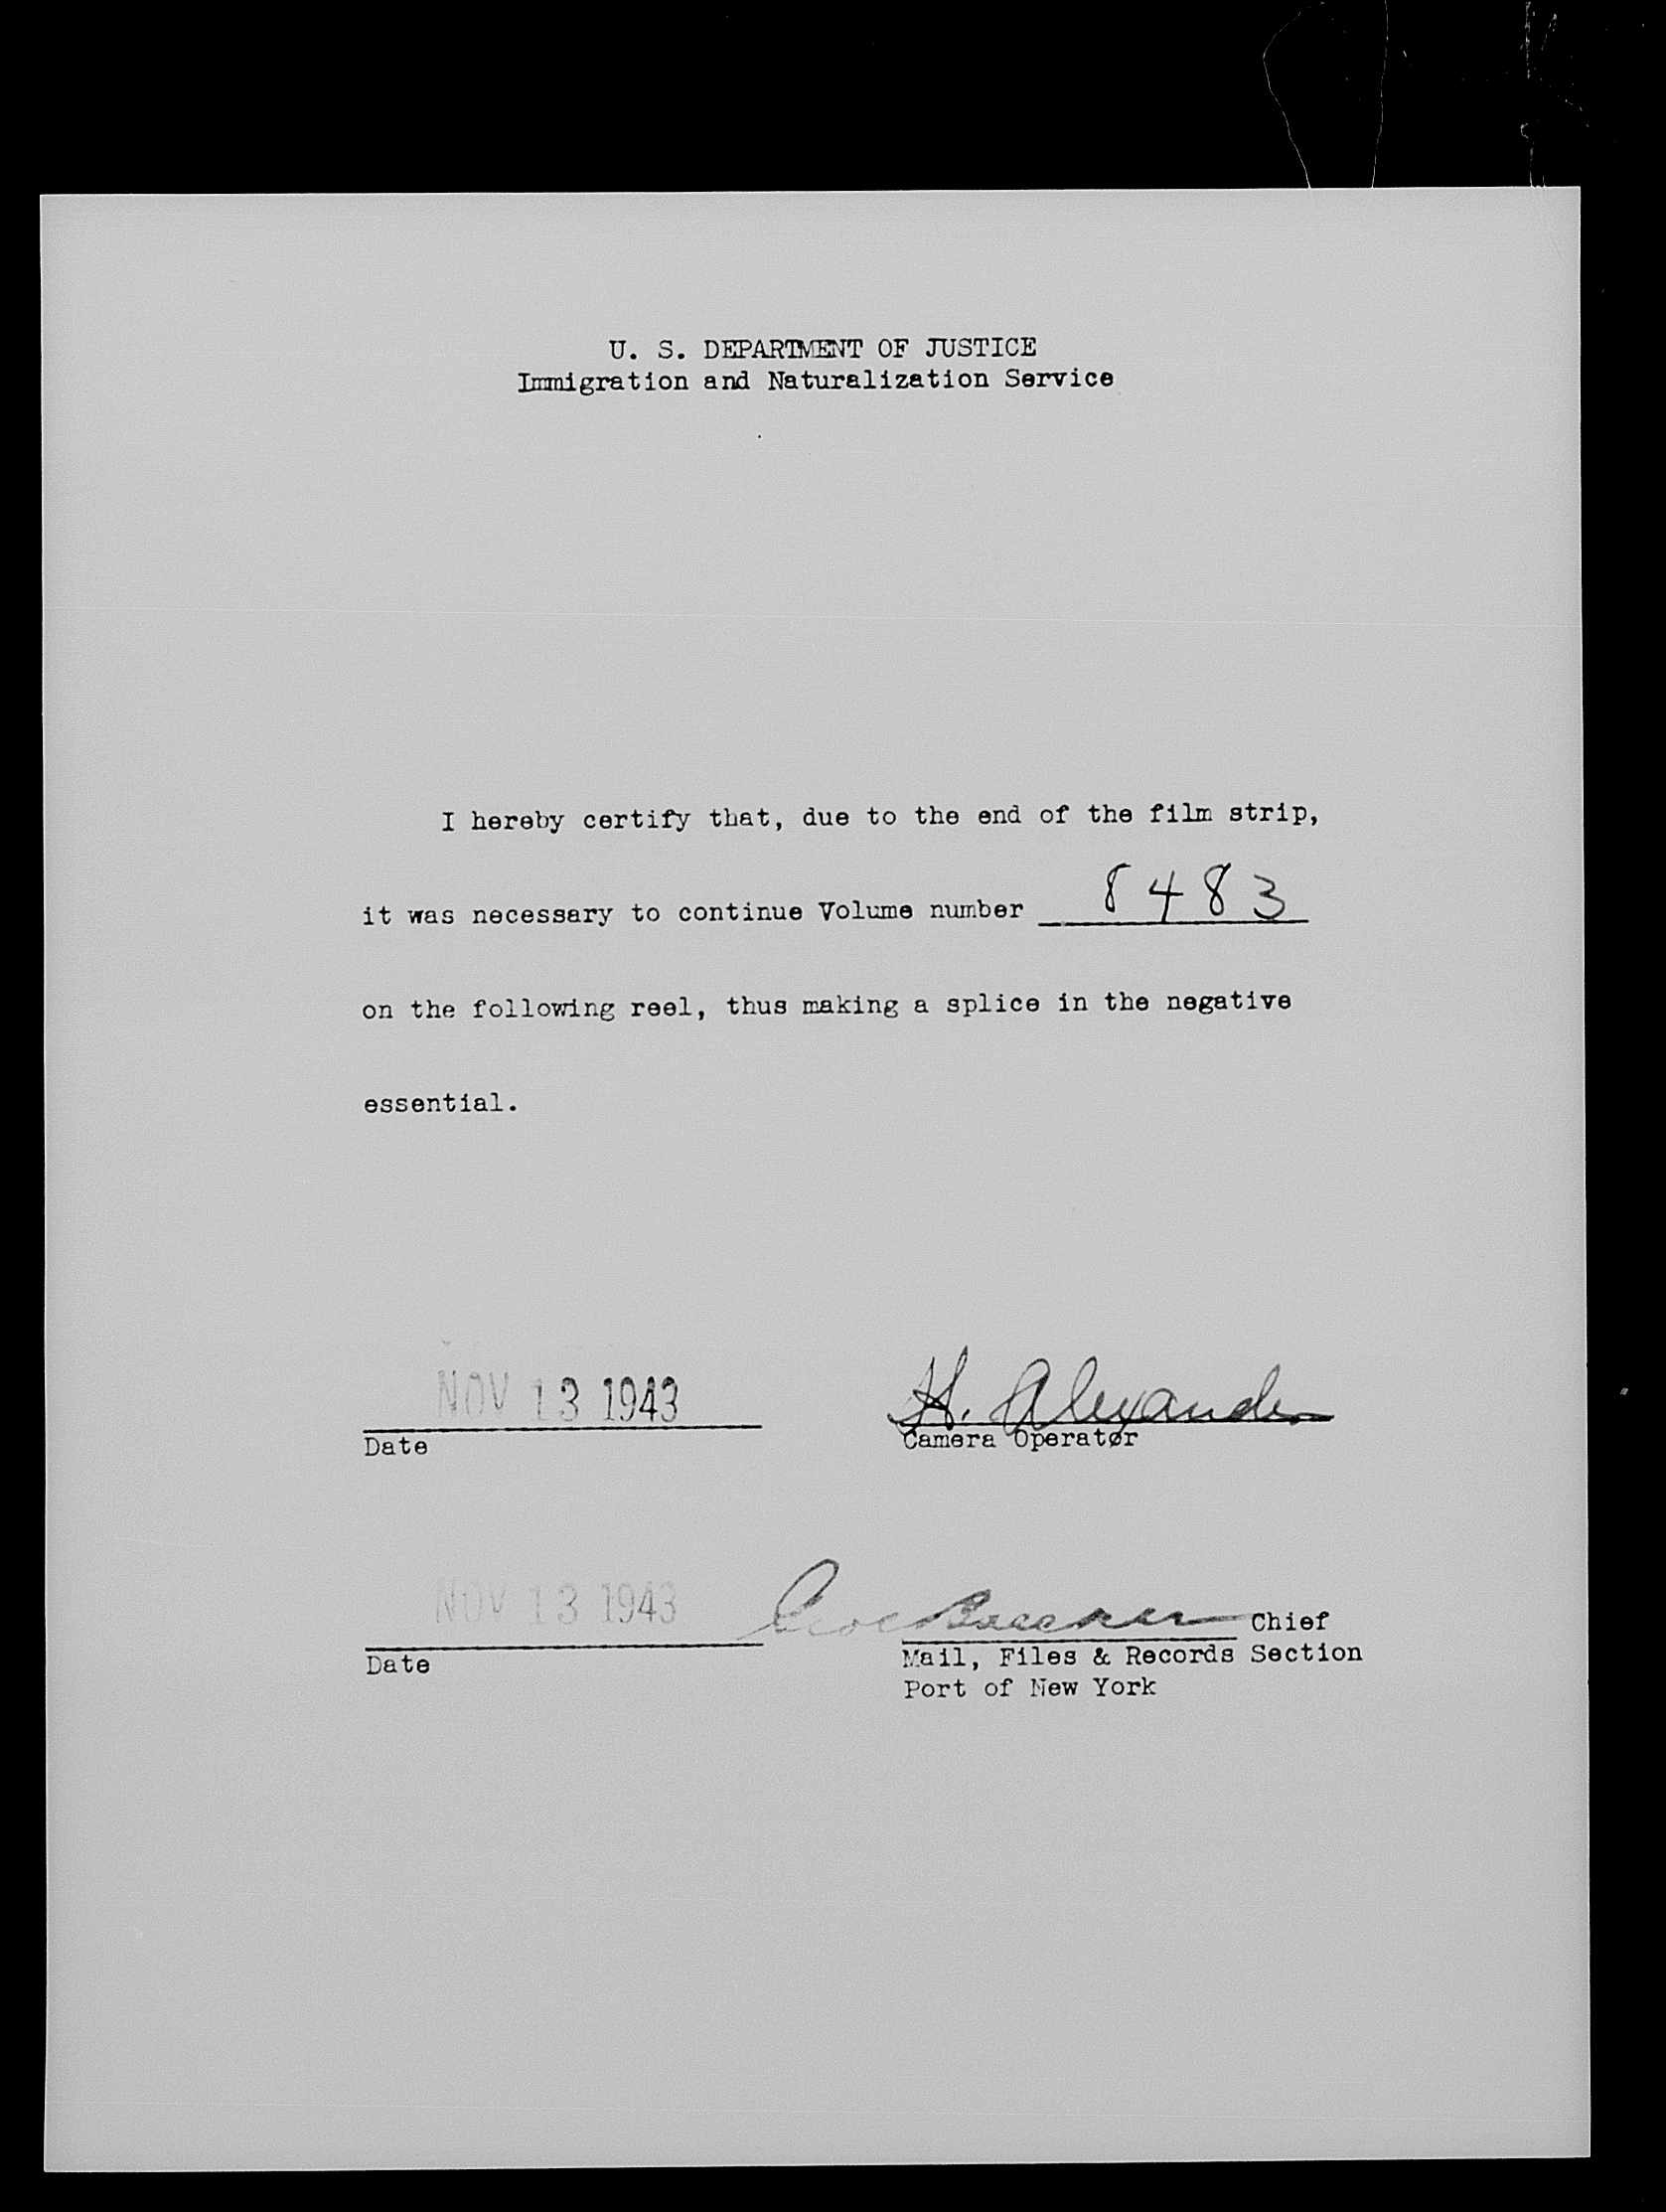 U. S. DEPARTMENT OF JUSTICE
Immigration and Naturalization Service
I hereby certify that, due to the end of the film strip,
it was necessary to continue Volume number 8483
on the following reel, thus making a splice in the negative
essential.
NOV 13 1943
H. Alexander
Date
Camera Operator
NOV 13 1943
Chief
Date
Mail, Files & Records Section
Port of New York